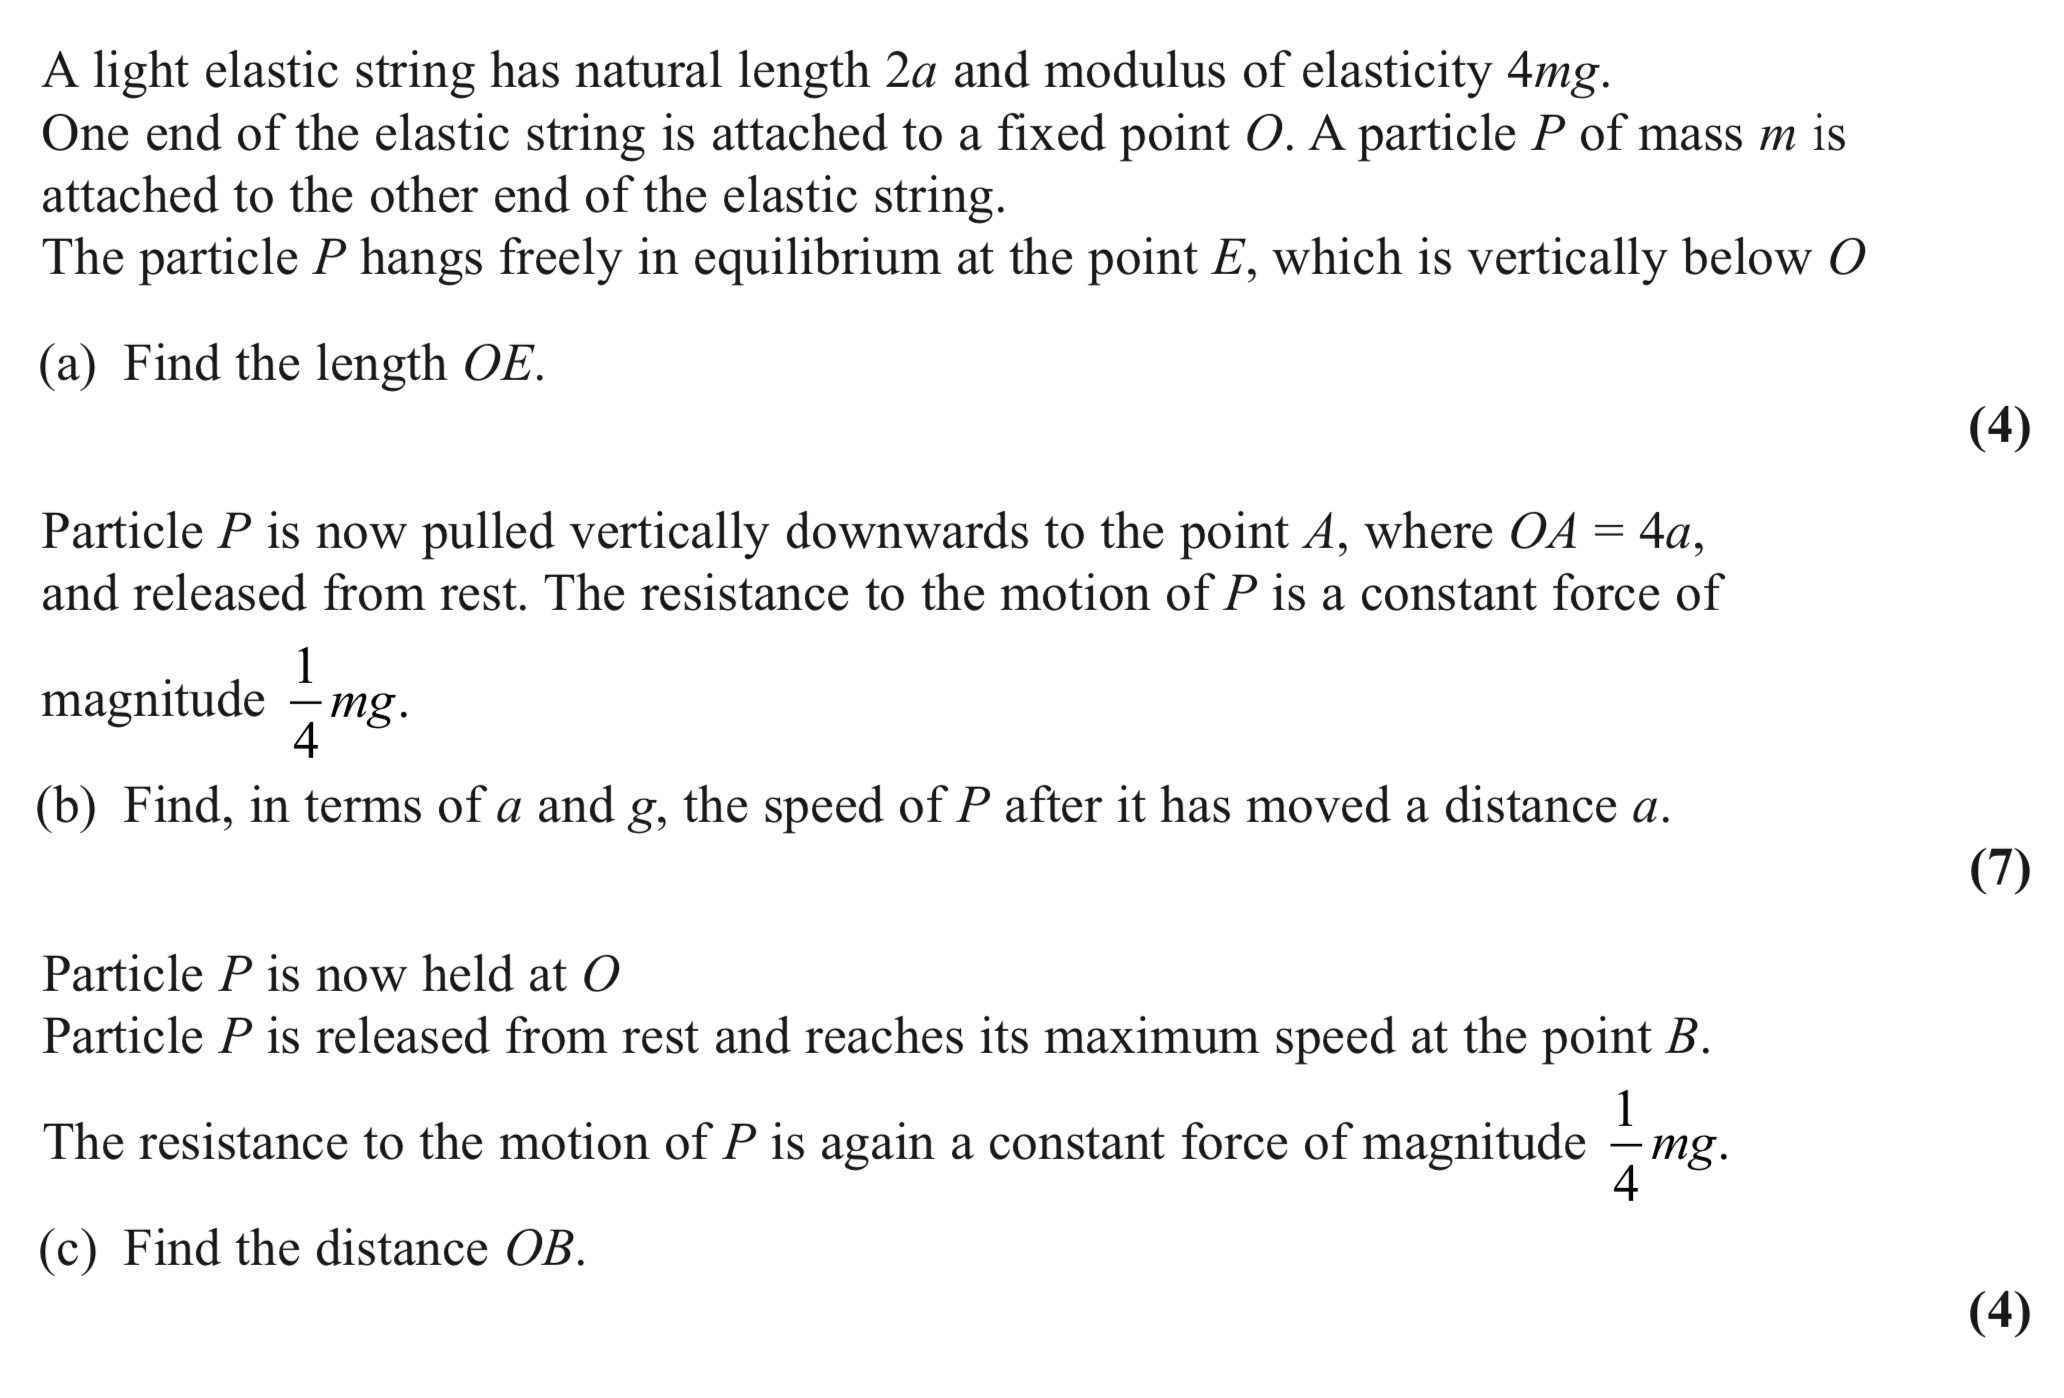 A light elastic string has natural length 2a and modulus of elasticity 4mg.
One end of the elastic string is attached to a fixed point O. A particle P of mass m is
attached to the other end of the elastic string.
The particle P hangs freely in equilibrium at the point E, which is vertically below O
(a) Find the length OE.
(4)
Particle P is now pulled vertically downwards to the point A, where OA = 4a,
and released from rest. The resistance to the motion of P is a constant force of
magnitude 1/4 mg.
(b) Find, in terms of a and g, the speed of P after it has moved a distance a.
(7)
Particle P is now held at O
Particle P is released from rest and reaches its maximum speed at the point B.
The resistance to the motion of P is again a constant force of magnitude 1/4 mg.
(c) Find the distance OB.
(4)